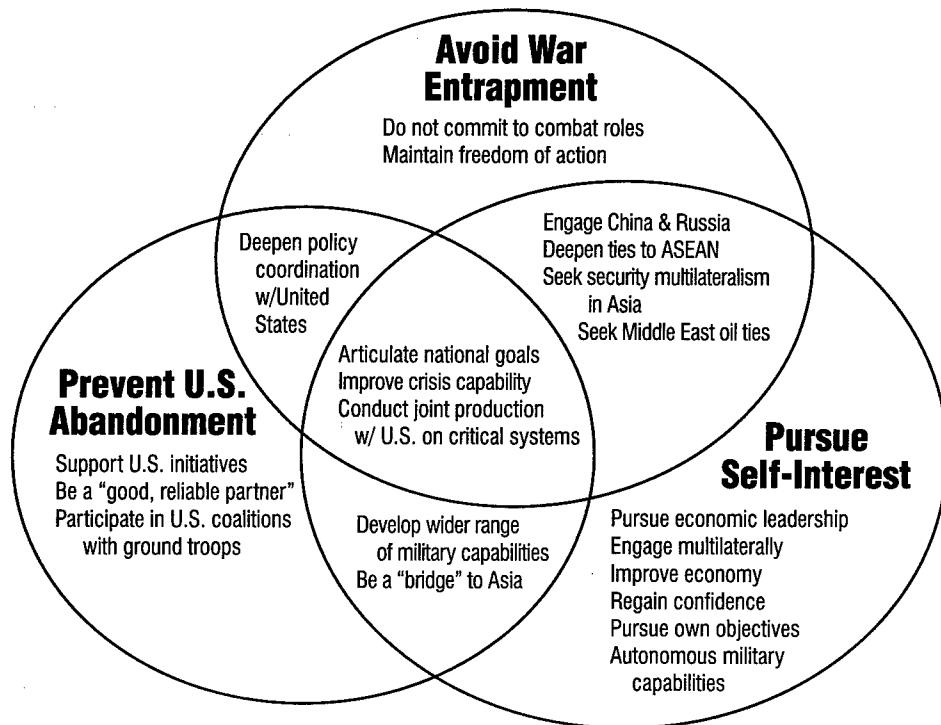 Avoid War
Entrapment
Do not commit to combat roles
Maintain freedom of action
Deepen policy
coordination
w/United
States
Engage China & Russia
Deepen ties to ASEAN
Seek security multilateralism
in Asia
Seek Middle East oil ties
Articulate national goals
Improve crisis capability
Conduct joint production
w/ U.S. on critical systems
Prevent U.S.
Abandonment
Support U.S. initiatives
Be a “good, reliable partner”
Participate in U.S. coalitions
with ground troops
Develop wider range
of military capabilities
Be a “bridge” to Asia
Pursue
Self-Interest
Pursue economic leadership
Engage multilaterally
Improve economy
Regain confidence
Pursue own objectives
Autonomous military
capabilities